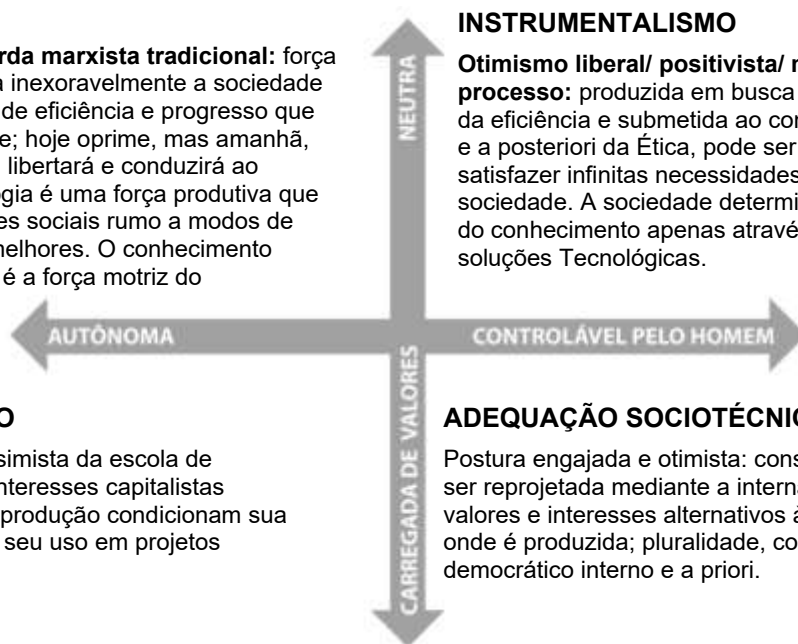 rda marxista tradicional: força
a inexoravelmente a sociedade
de eficiência e progresso que
e; hoje oprime, mas amanhã,
libertará e conduzirá ao
ogia é uma força produtiva que
es sociais rumo a modos de
melhores. O conhecimento
é a força motriz do
NEUTRA
INSTRUMENTALISMO
Otimismo liberal/ positivista/
processo: produzida em busca
da eficiência e submetida ao con
e a posteriori da Ética, pode ser
satisfazer infinitas necessidades
sociedade. A sociedade determi
do conhecimento apenas atravé
soluções Tecnológicas.
AUTÔNOMA
CONTROLÁVEL PELO HOMEM
O
simista da escola de
nteresses capitalistas
produção condicionam sua
seu uso em projetos
CARREGADA DE VALORES
ADEQUAÇÃO SOCIOTÉCNIC
Postura engajada e otimista: cons
ser reprojetada mediante a interna
valores e interesses alternativos à
onde é produzida; pluralidade, co
democrático interno e a priori.